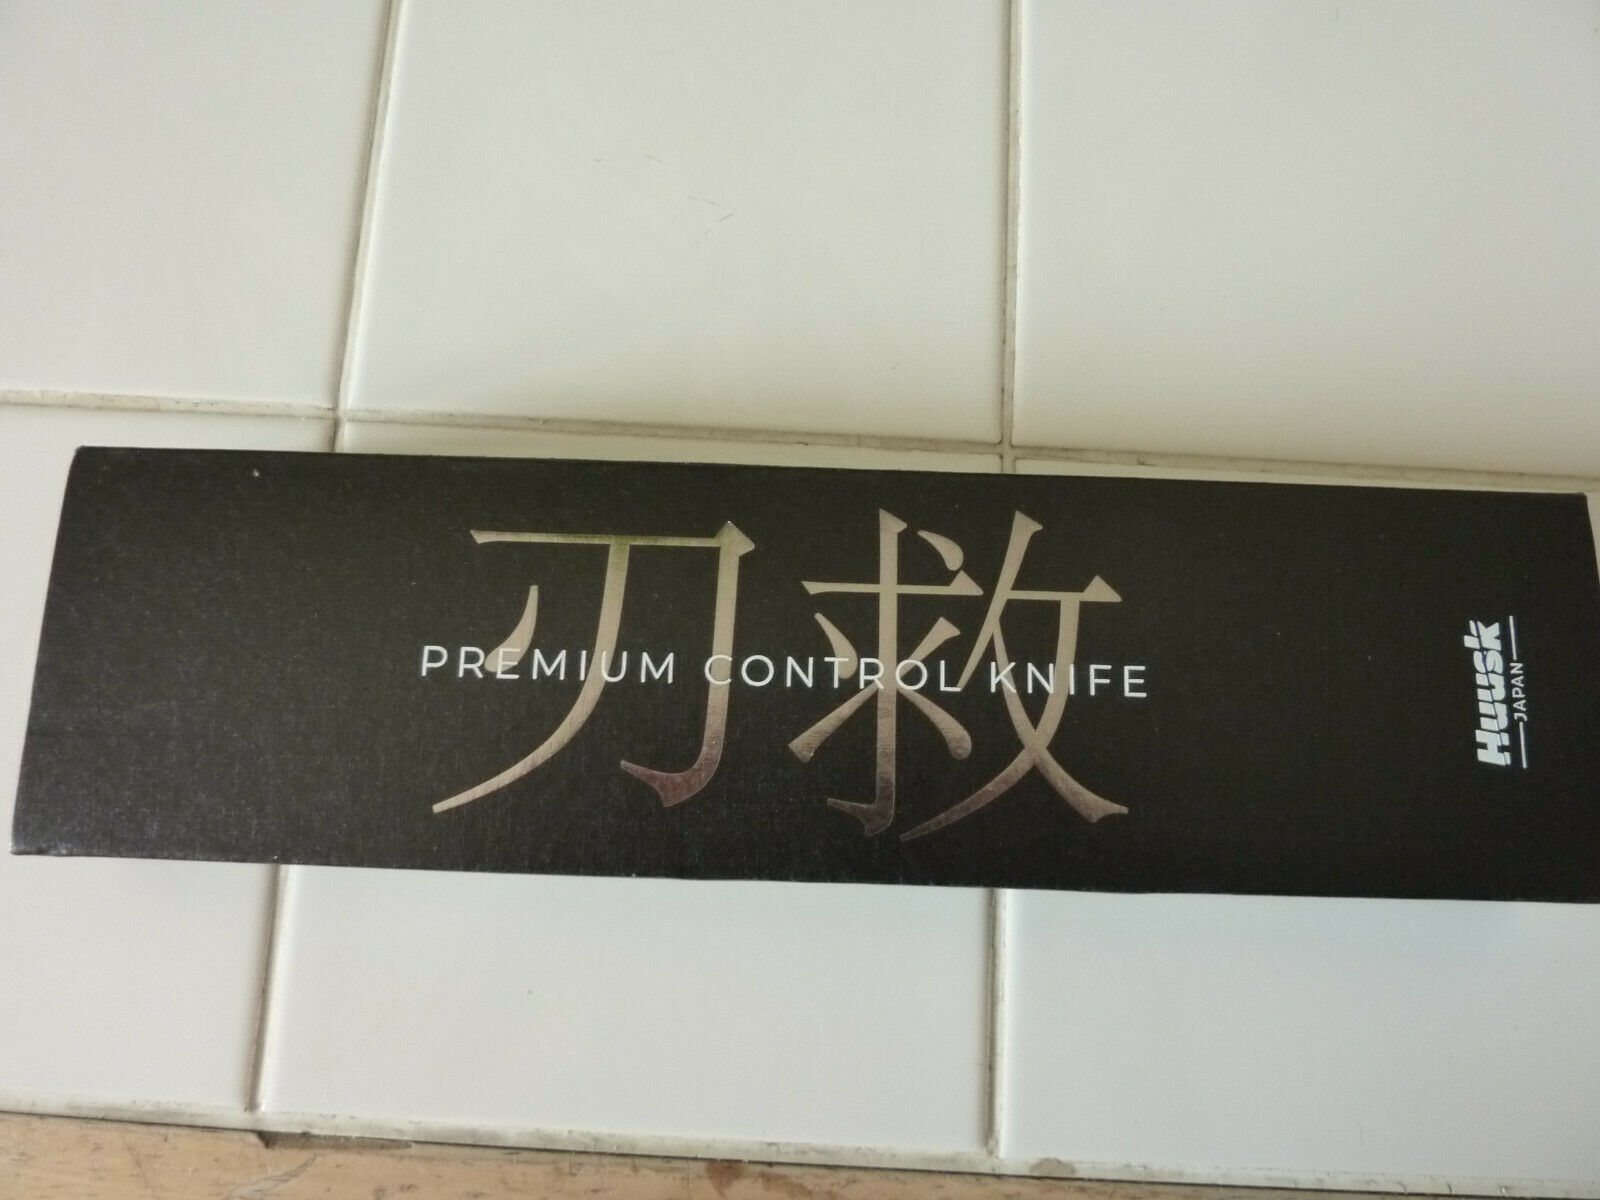 刃救
PREMIUM CONTROL KNIFE
Huusk
JAPAN